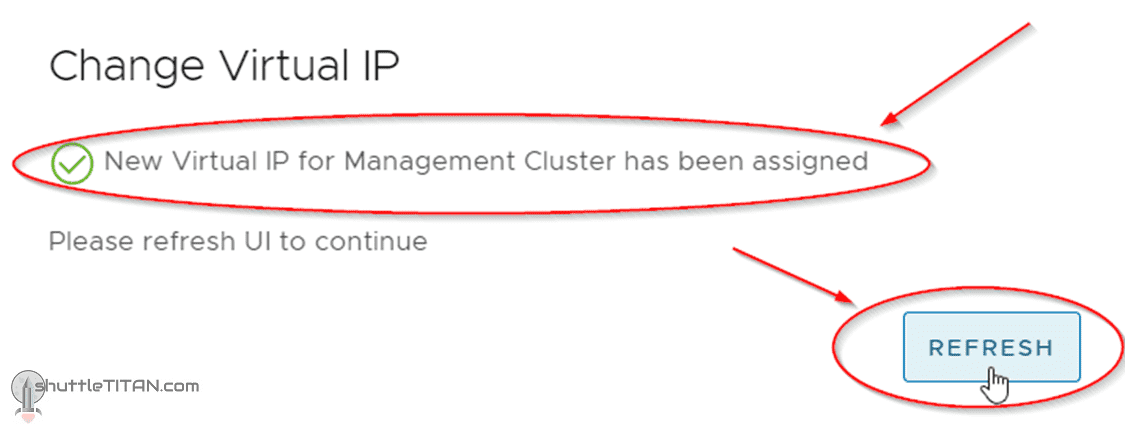 Change Virtual IP
New Virtual IP for Management Cluster has been assigned
Please refresh UI to continue
REFRESH
shuttleTITAN.com